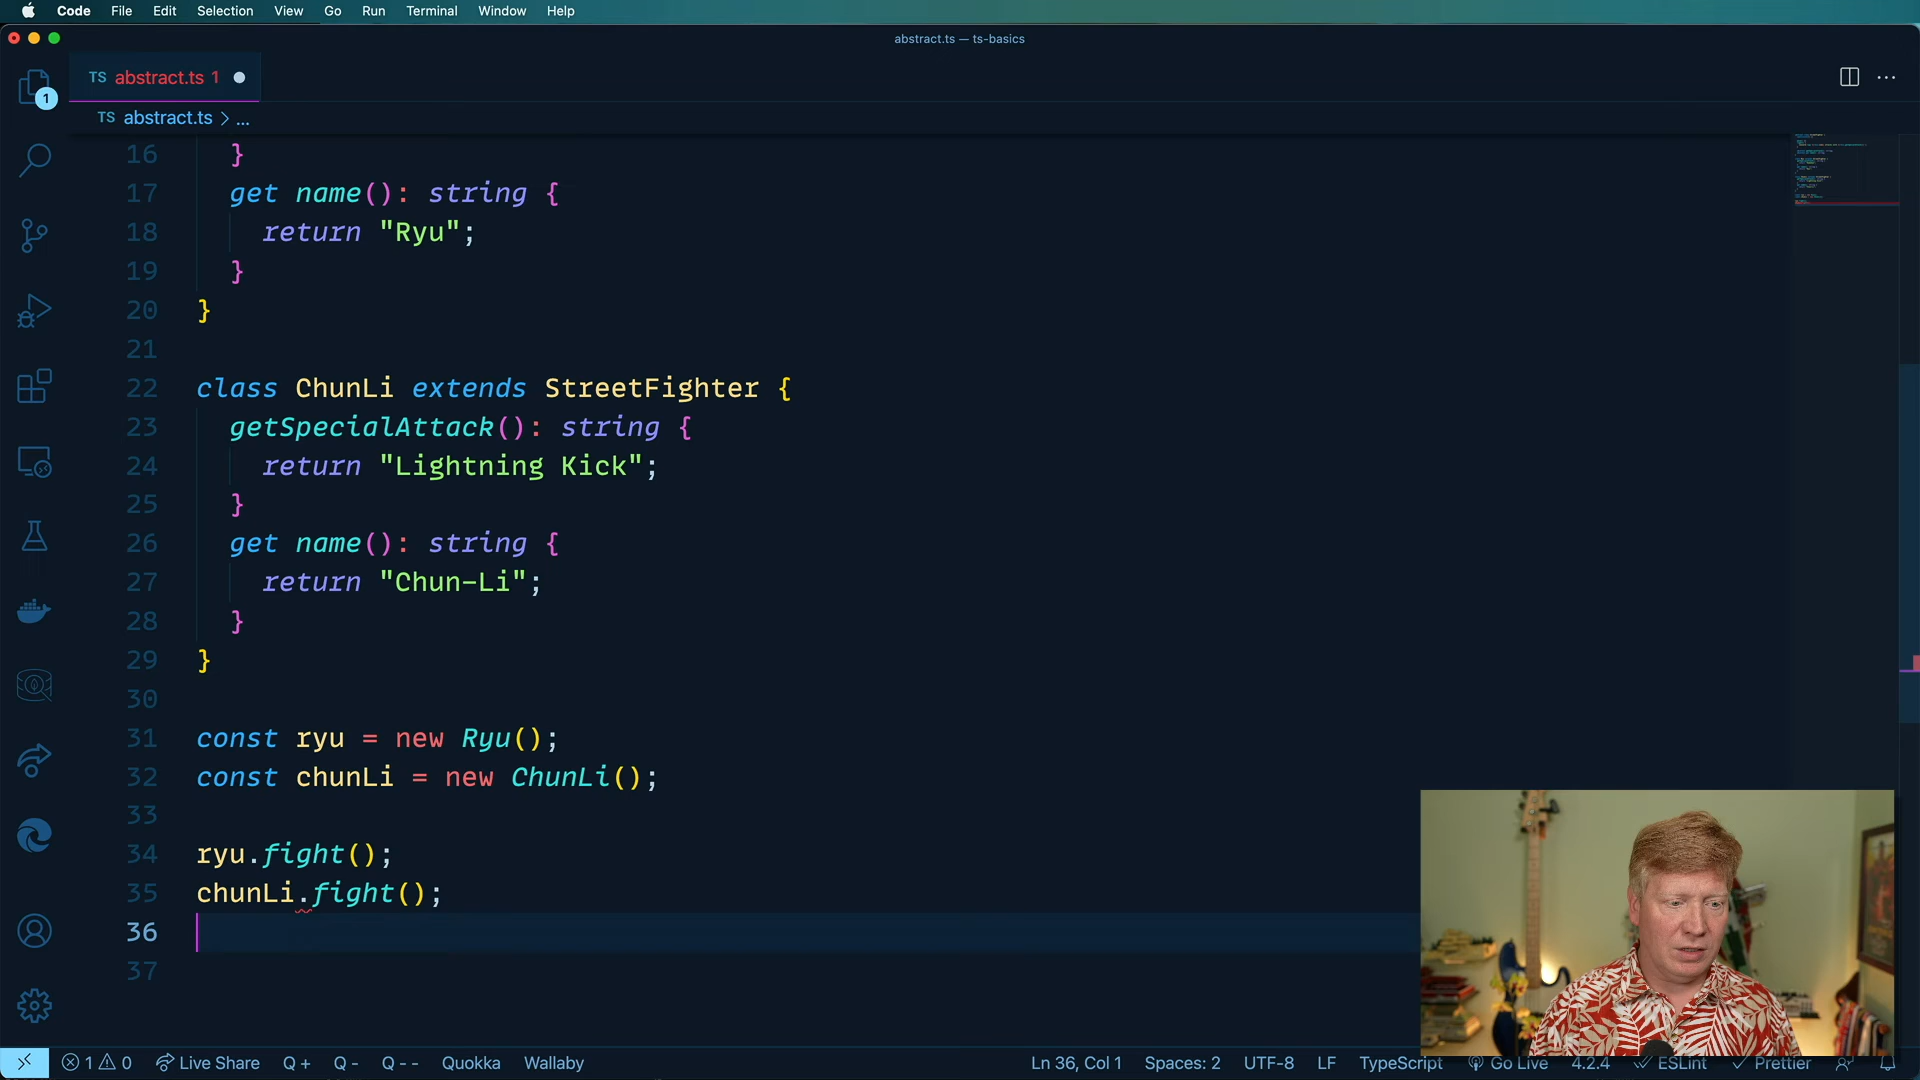 Code File Edit Selection View Go Run Terminal Window Help
abstract.ts — ts-basics
TS abstract.ts 1
1
TS abstract.ts > ...
16 }
17 get name(): string {
18 return "Ryu";
19 }
20 }
21
22 class ChunLi extends StreetFighter {
23 getSpecialAttack(): string {
24 return "Lightning Kick";
25 }
26 get name(): string {
27 return "Chun-Li";
28 }
29 }
30
31 const ryu = new Ryu();
32 const chunLi = new ChunLi();
33
34 ryu.fight();
35 chunLi.fight();
36
37
1 0 Live Share Q + Q - Q - - Quokka Wallaby Ln 36, Col 1 Spaces: 2 UTF-8 LF TypeScript Go Live 4.2.4 ESLint Prettier